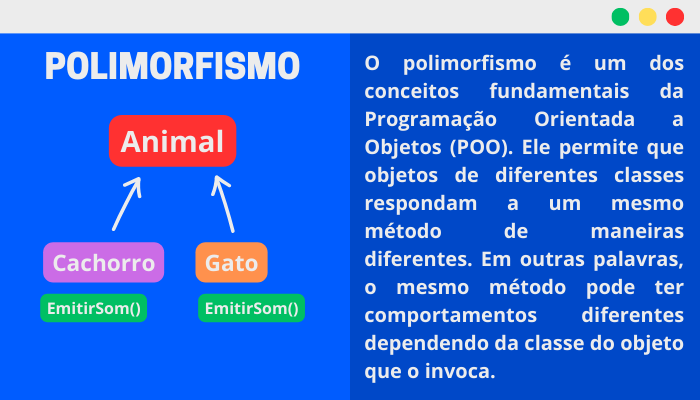 POLIMORFISMO
Animal
Cachorro
Gato
EmitirSom()
EmitirSom()
O polimorfismo é um dos
conceitos fundamentais da
Programação Orientada a
Objetos (POO). Ele permite que
objetos de diferentes classes
respondam a um mesmo
método de maneiras
diferentes. Em outras palavras,
o mesmo método pode ter
comportamentos diferentes
dependendo da classe do objeto
que o invoca.